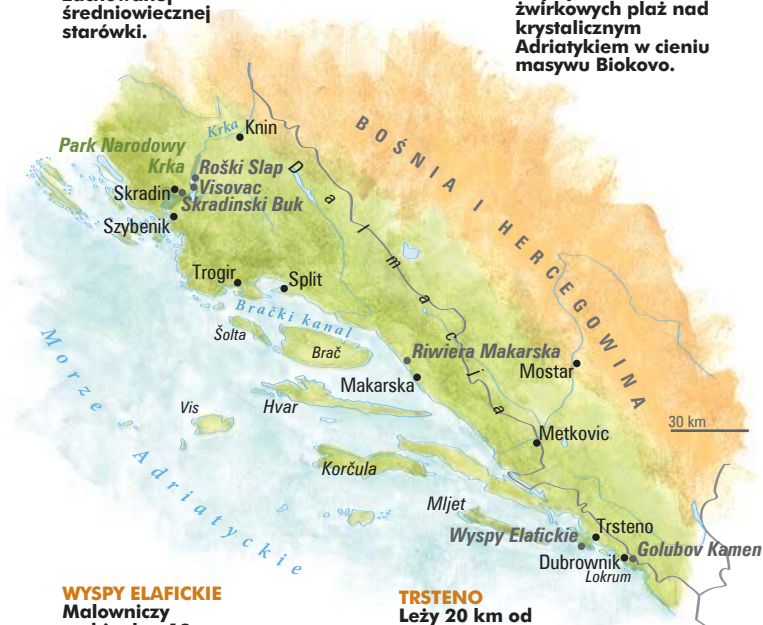 średniowiecznej
starówki.
żwirkowych plaż nad
krystalicznym
Adriatykiem w cieniu
masywu Biokovo.
Krka
Knin
Park Narodowy
Krka
Roški Slap
Visovac
Skradin
Skradinski Buk
Szybenik
BOŚNIA I HERCEGOWINA
Dalmacja
Trogir
Split
Brački kanal
Šolta
Brač
Riwiera Makarska
Makarska
Mostar
Vis
Hvar
30 km
Metkovic
Korčula
Morze Adriatyckie
Mljet
Wyspy Elafickie
Trsteno
Golubov Kamen
Dubrownik
Lokrum
WYSPY ELAFICKIE
Malowniczy
TRSTENO
Leży 20 km od